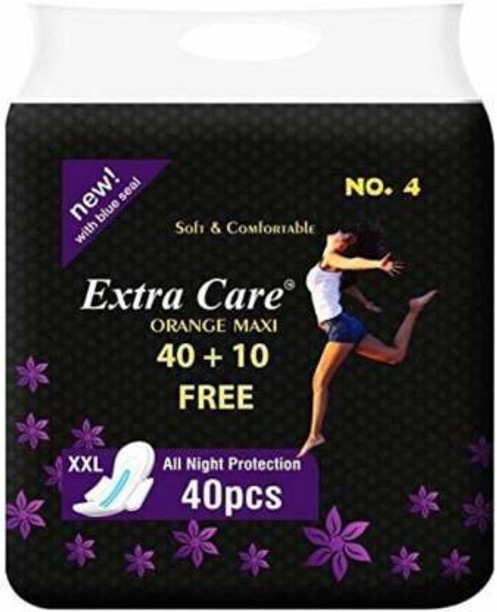 new!
with blue seal
NO. 4
Soft & Comfortable
Extra Care®
ORANGE MAXI
40 + 10
FREE
XXL
All Night Protection
40pcs